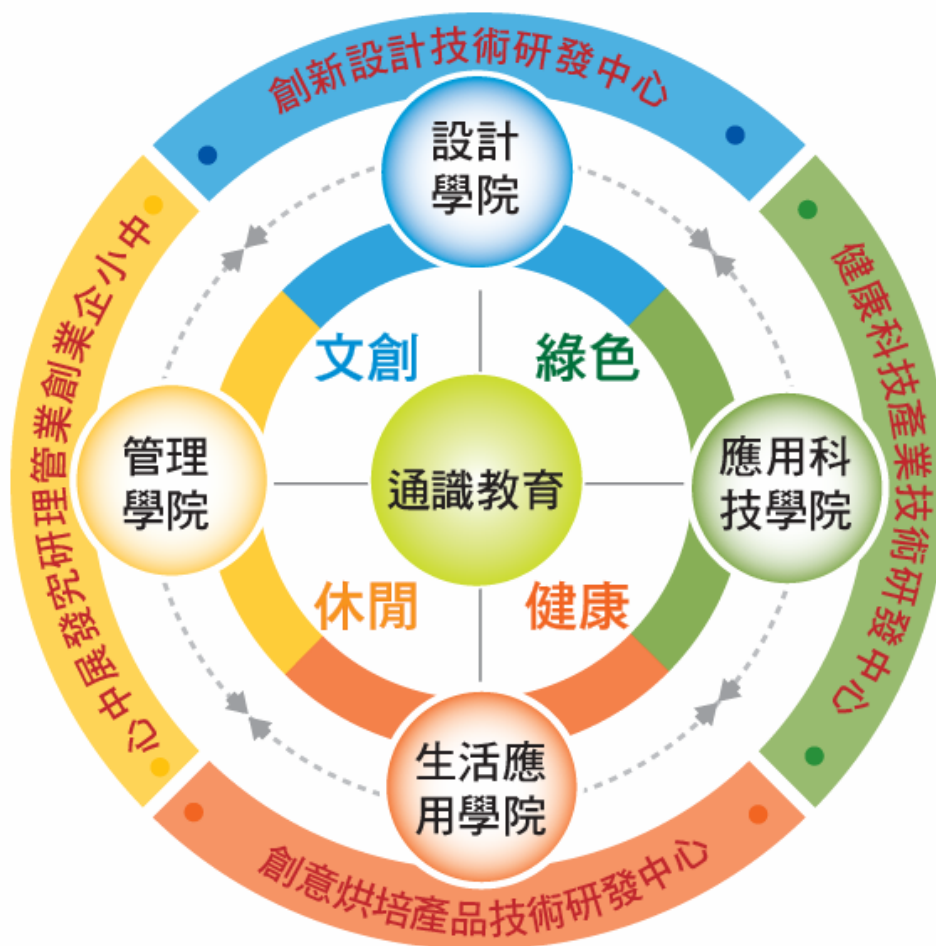 創新設計技術研發中心
設計
學院
中小企業創業管理研究發展中心
健康科技產業技術研發中心
文創
綠色
管理
學院
通識教育
應用科
技學院
休閒
健康
生活應
用學院
創意烘培產品技術研發中心